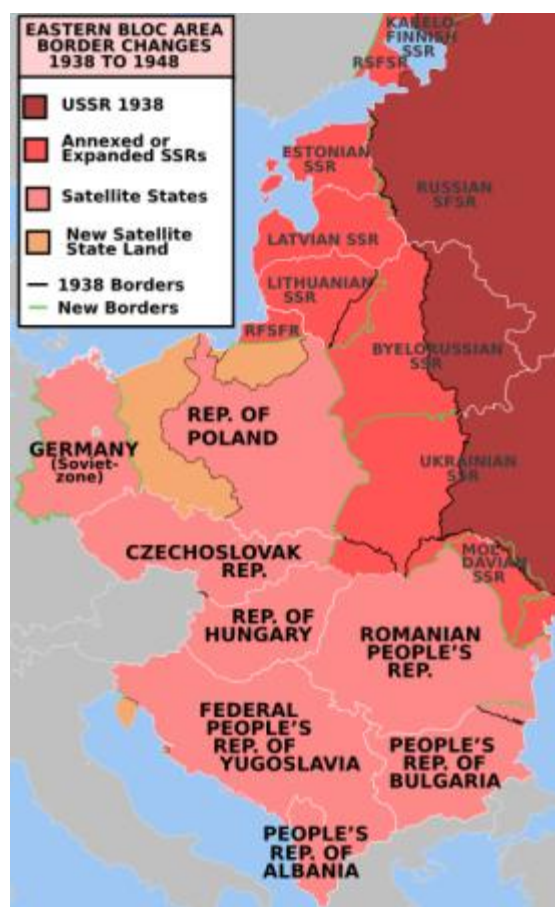 EASTERN BLOC AREA
BORDER CHANGES
1938 TO 1948
USSR 1938
Annexed or
Expanded SSRs
Satellite States
New Satellite
State Land
1938 Borders
New Borders
KARELO-
FINNISH
SSR
RSFSR
ESTONIAN
SSR
RUSSIAN
SFSR
LATVIAN SSR
LITHUANIAN
SSR
RFSFR
BYELORUSSIAN
SSR
REP. OF
POLAND
GERMANY
(Soviet-
zone)
UKRAINIAN
SSR
CZECHOSLOVAK
REP.
MOL-
DAVIAN
SSR
REP. OF
HUNGARY
ROMANIAN
PEOPLE'S
REP.
FEDERAL
PEOPLE'S
REP. OF
YUGOSLAVIA
PEOPLE'S
REP. OF
BULGARIA
PEOPLE'S
REP. OF
ALBANIA